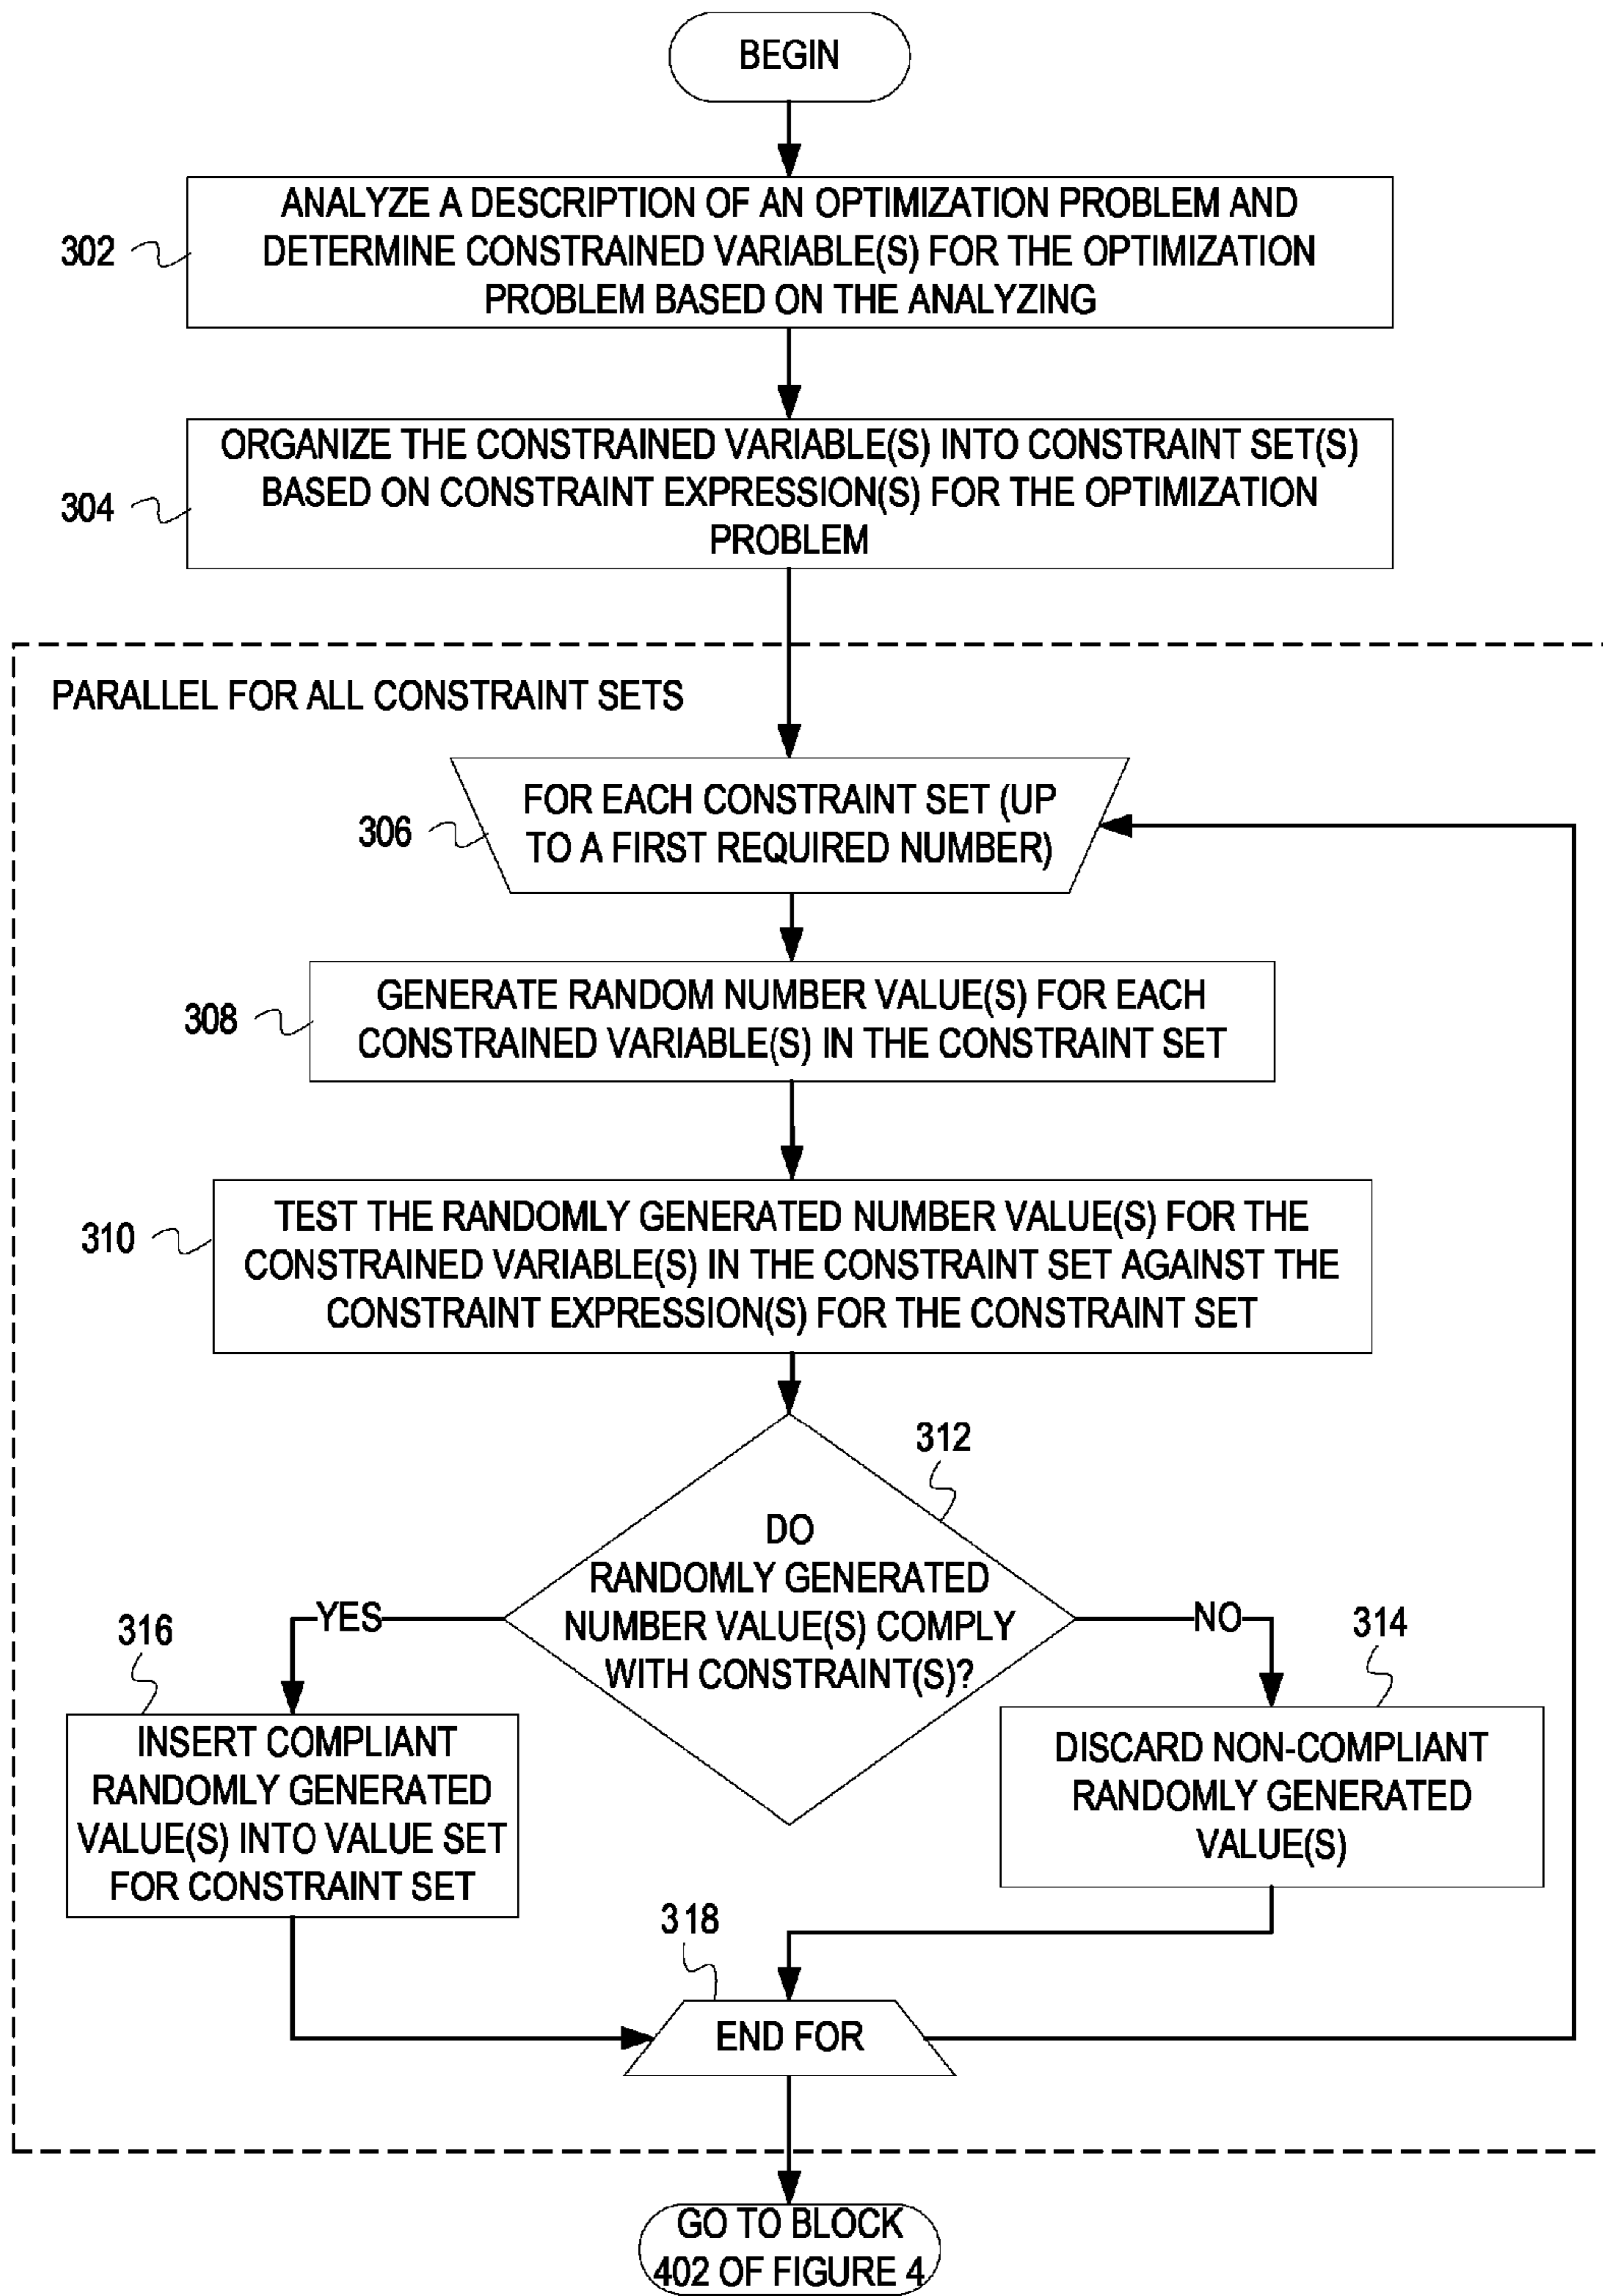 BEGIN
302
ANALYZE A DESCRIPTION OF AN OPTIMIZATION PROBLEM AND
DETERMINE CONSTRAINED VARIABLE(S) FOR THE OPTIMIZATION
PROBLEM BASED ON THE ANALYZING
304
ORGANIZE THE CONSTRAINED VARIABLE(S) INTO CONSTRAINT SET(S)
BASED ON CONSTRAINT EXPRESSION(S) FOR THE OPTIMIZATION
PROBLEM
PARALLEL FOR ALL CONSTRAINT SETS
306
FOR EACH CONSTRAINT SET (UP
TO A FIRST REQUIRED NUMBER)
308
GENERATE RANDOM NUMBER VALUE(S) FOR EACH
CONSTRAINED VARIABLE(S) IN THE CONSTRAINT SET
310
TEST THE RANDOMLY GENERATED NUMBER VALUE(S) FOR THE
CONSTRAINED VARIABLE(S) IN THE CONSTRAINT SET AGAINST THE
CONSTRAINT EXPRESSION(S) FOR THE CONSTRAINT SET
312
DO
RANDOMLY GENERATED
NUMBER VALUE(S) COMPLY
WITH CONSTRAINT(S)?
YES
NO
316
INSERT COMPLIANT
RANDOMLY GENERATED
VALUE(S) INTO VALUE SET
FOR CONSTRAINT SET
314
DISCARD NON-COMPLIANT
RANDOMLY GENERATED
VALUE(S)
318
END FOR
GO TO BLOCK
402 OF FIGURE 4